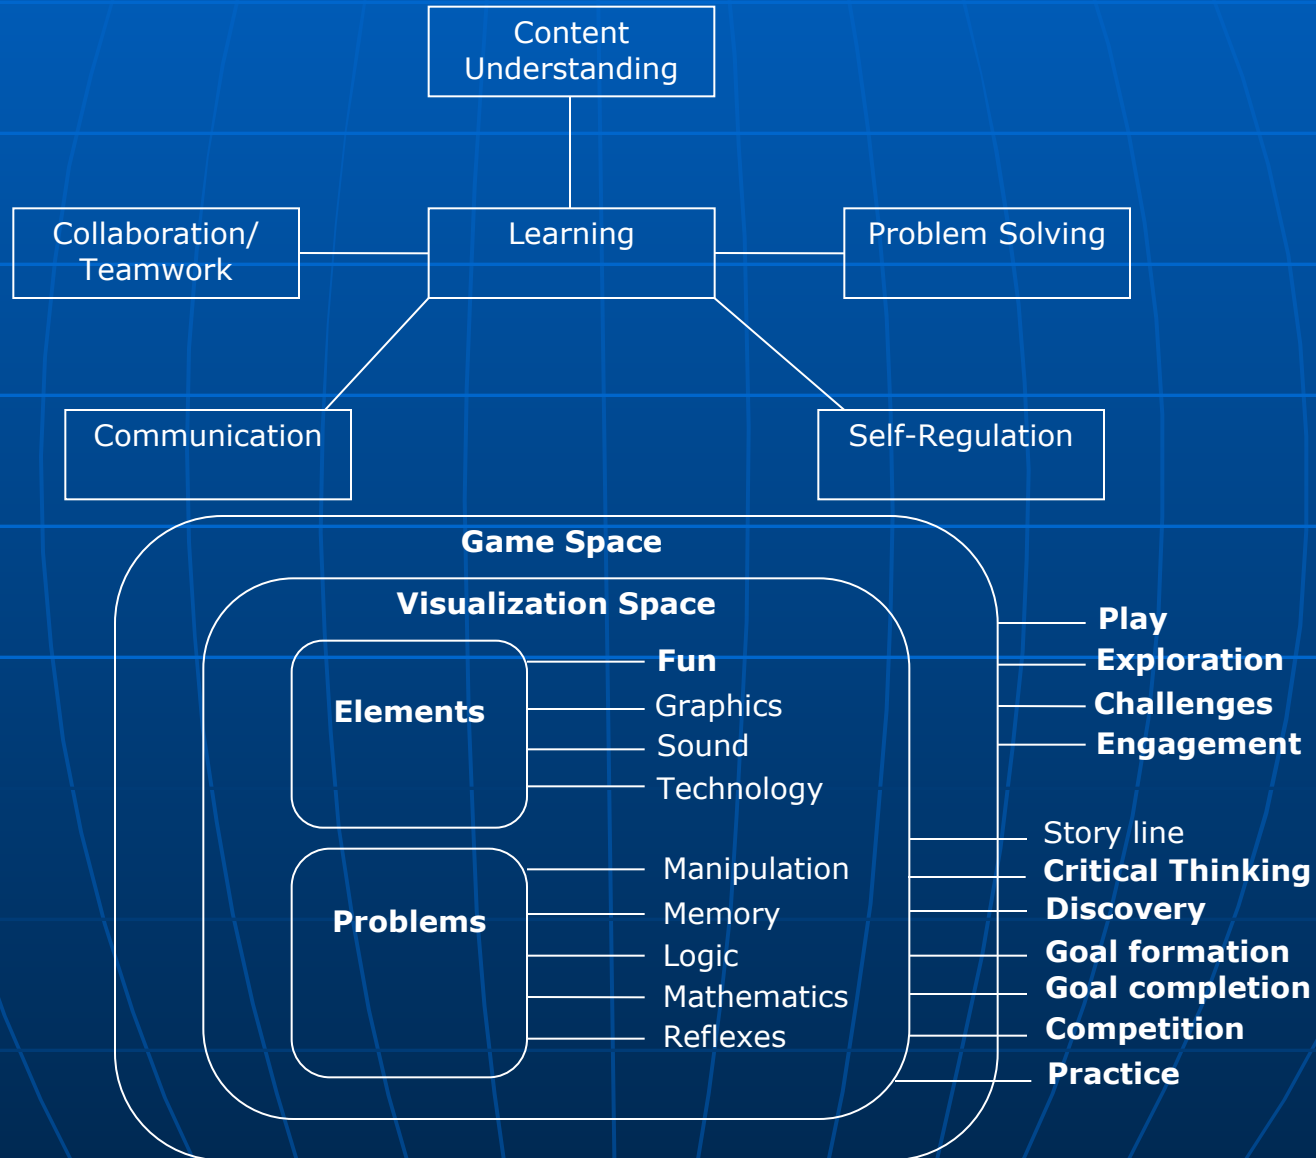 Content
Understanding
Collaboration/
Teamwork
Learning
Problem Solving
Communication
Self-Regulation
Game Space
Visualization Space
Elements
Fun
Graphics
Sound
Technology
Problems
Manipulation
Memory
Logic
Mathematics
Reflexes
Play
Exploration
Challenges
Engagement
Story line
Critical Thinking
Discovery
Goal formation
Goal completion
Competition
Practice